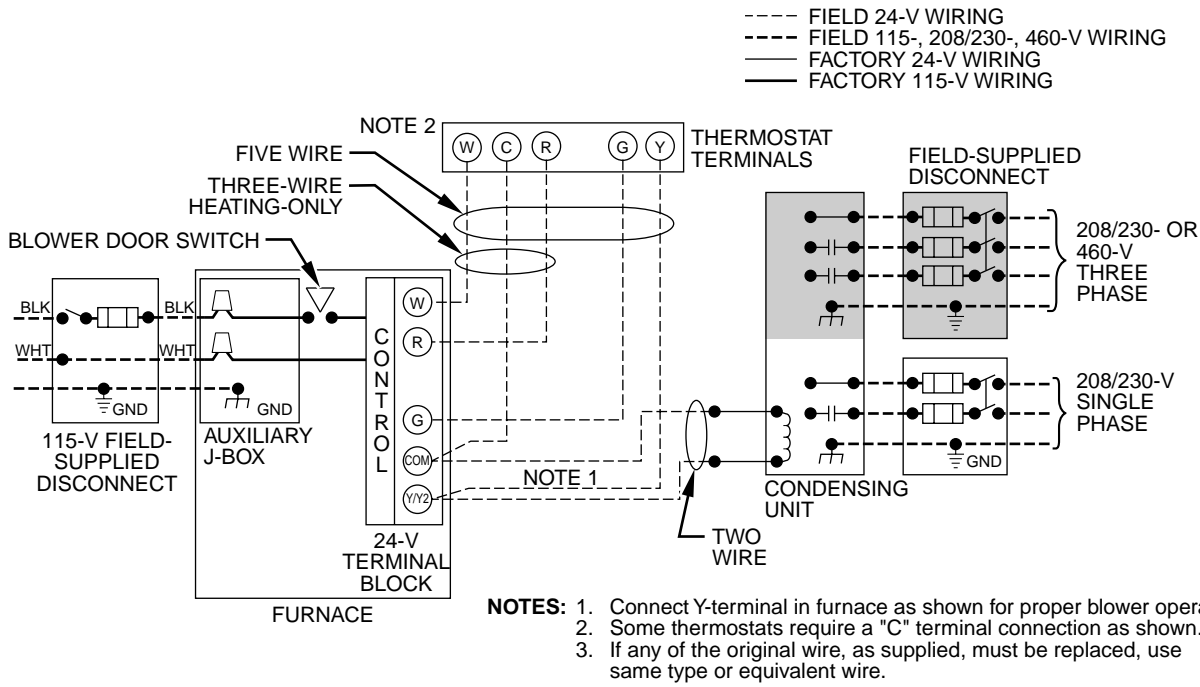 FIELD 24-V WIRING
FIELD 115-, 208/230-, 460-V WIRING
FACTORY 24-V WIRING
FACTORY 115-V WIRING
NOTE 2
W C R G Y
THERMOSTAT
TERMINALS
FIVE WIRE
THREE-WIRE
HEATING-ONLY
BLOWER DOOR SWITCH
FIELD-SUPPLIED
DISCONNECT
208/230- OR
460-V
THREE
PHASE
BLK
BLK
WHT
WHT
GND
GND
115-V FIELD-
SUPPLIED
DISCONNECT
AUXILIARY
J-BOX
CONTROL
W
R
G
COM
Y/Y2
NOTE 1
24-V
TERMINAL
BLOCK
FURNACE
TWO
WIRE
CONDENSING
UNIT
GND
208/230-V
SINGLE
PHASE
NOTES: 1. Connect Y-terminal in furnace as shown for proper blower
2. Some thermostats require a "C" terminal connection as shown.
3. If any of the original wire, as supplied, must be replaced, use
same type or equivalent wire.